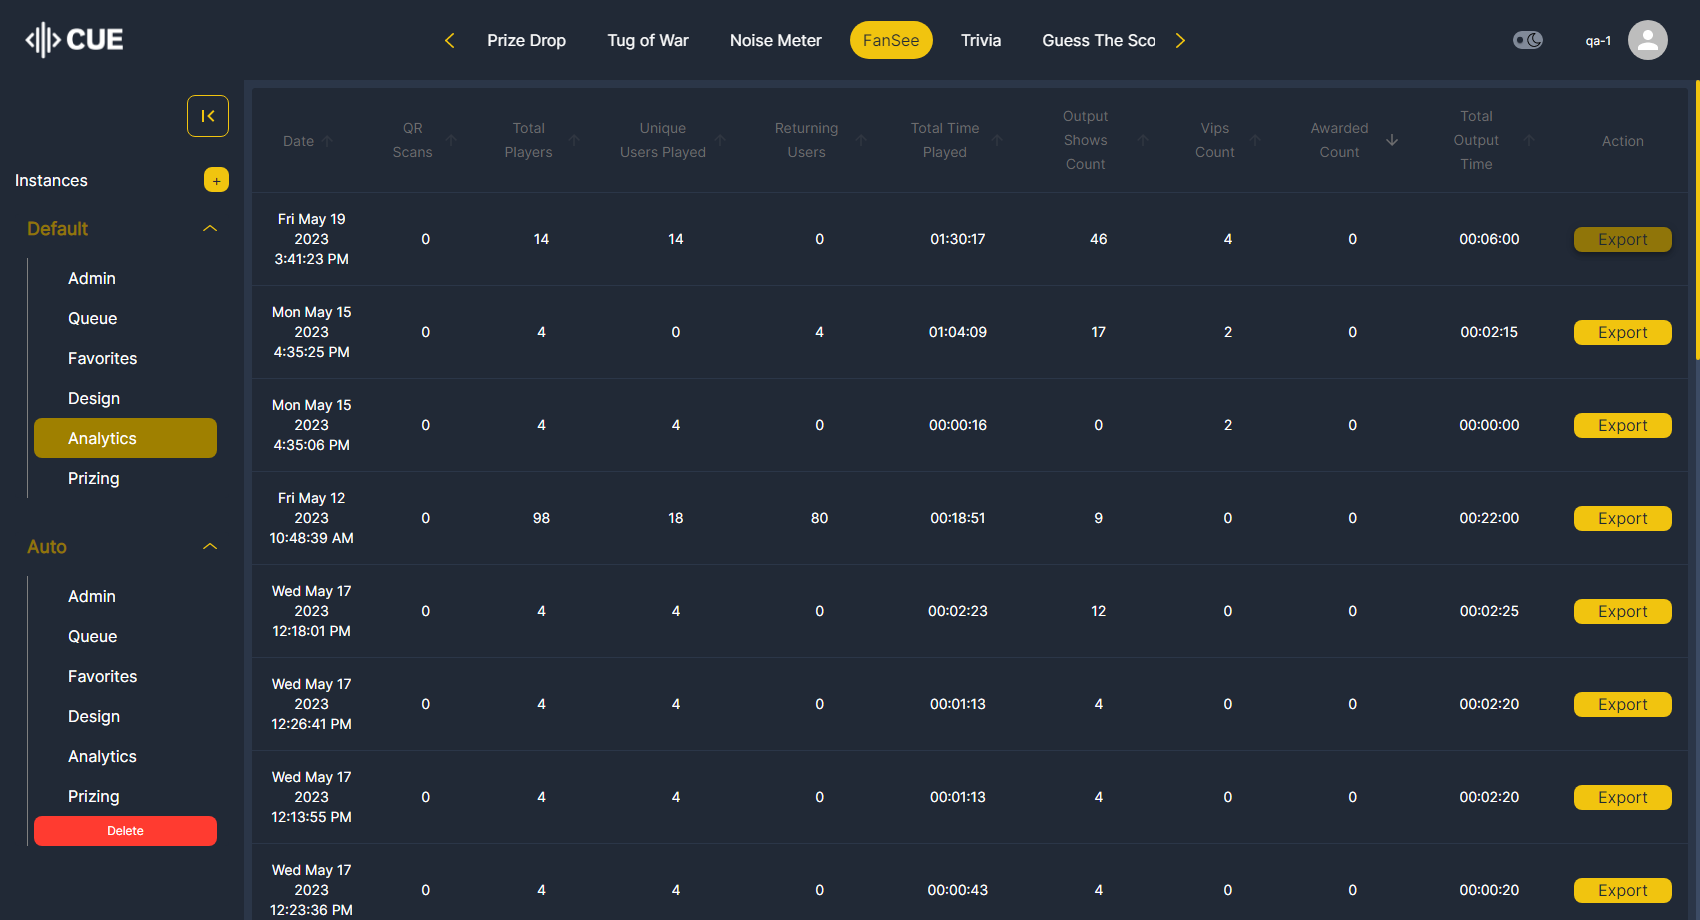 CUE
Prize Drop
Tug of War
Noise Meter
FanSee
Trivia
Guess The Sco
qa-1
Instances
+
Default
Admin
Queue
Favorites
Design
Analytics
Prizing
Auto
Admin
Queue
Favorites
Design
Analytics
Prizing
Delete
Date
QR
Scans
Total
Players
Unique
Users Played
Returning
Users
Total Time
Played
Output
Shows
Count
Vips
Count
Awarded
Count
Total
Output
Time
Action
Fri May 19
2023
3:41:23 PM
0 14 14 0 01:30:17 46 4 0 00:06:00 Export
Mon May 15
2023
4:35:25 PM
0 4 0 4 01:04:09 17 2 0 00:02:15 Export
Mon May 15
2023
4:35:06 PM
0 4 4 0 00:00:16 0 2 0 00:00:00 Export
Fri May 12
2023
10:48:39 AM
0 98 18 80 00:18:51 9 0 0 00:22:00 Export
Wed May 17
2023
12:18:01 PM
0 4 4 0 00:02:23 12 0 0 00:02:25 Export
Wed May 17
2023
12:26:41 PM
0 4 4 0 00:01:13 4 0 0 00:02:20 Export
Wed May 17
2023
12:13:55 PM
0 4 4 0 00:01:13 4 0 0 00:02:20 Export
Wed May 17
2023
12:23:36 PM
0 4 4 0 00:00:43 4 0 0 00:00:20 Export